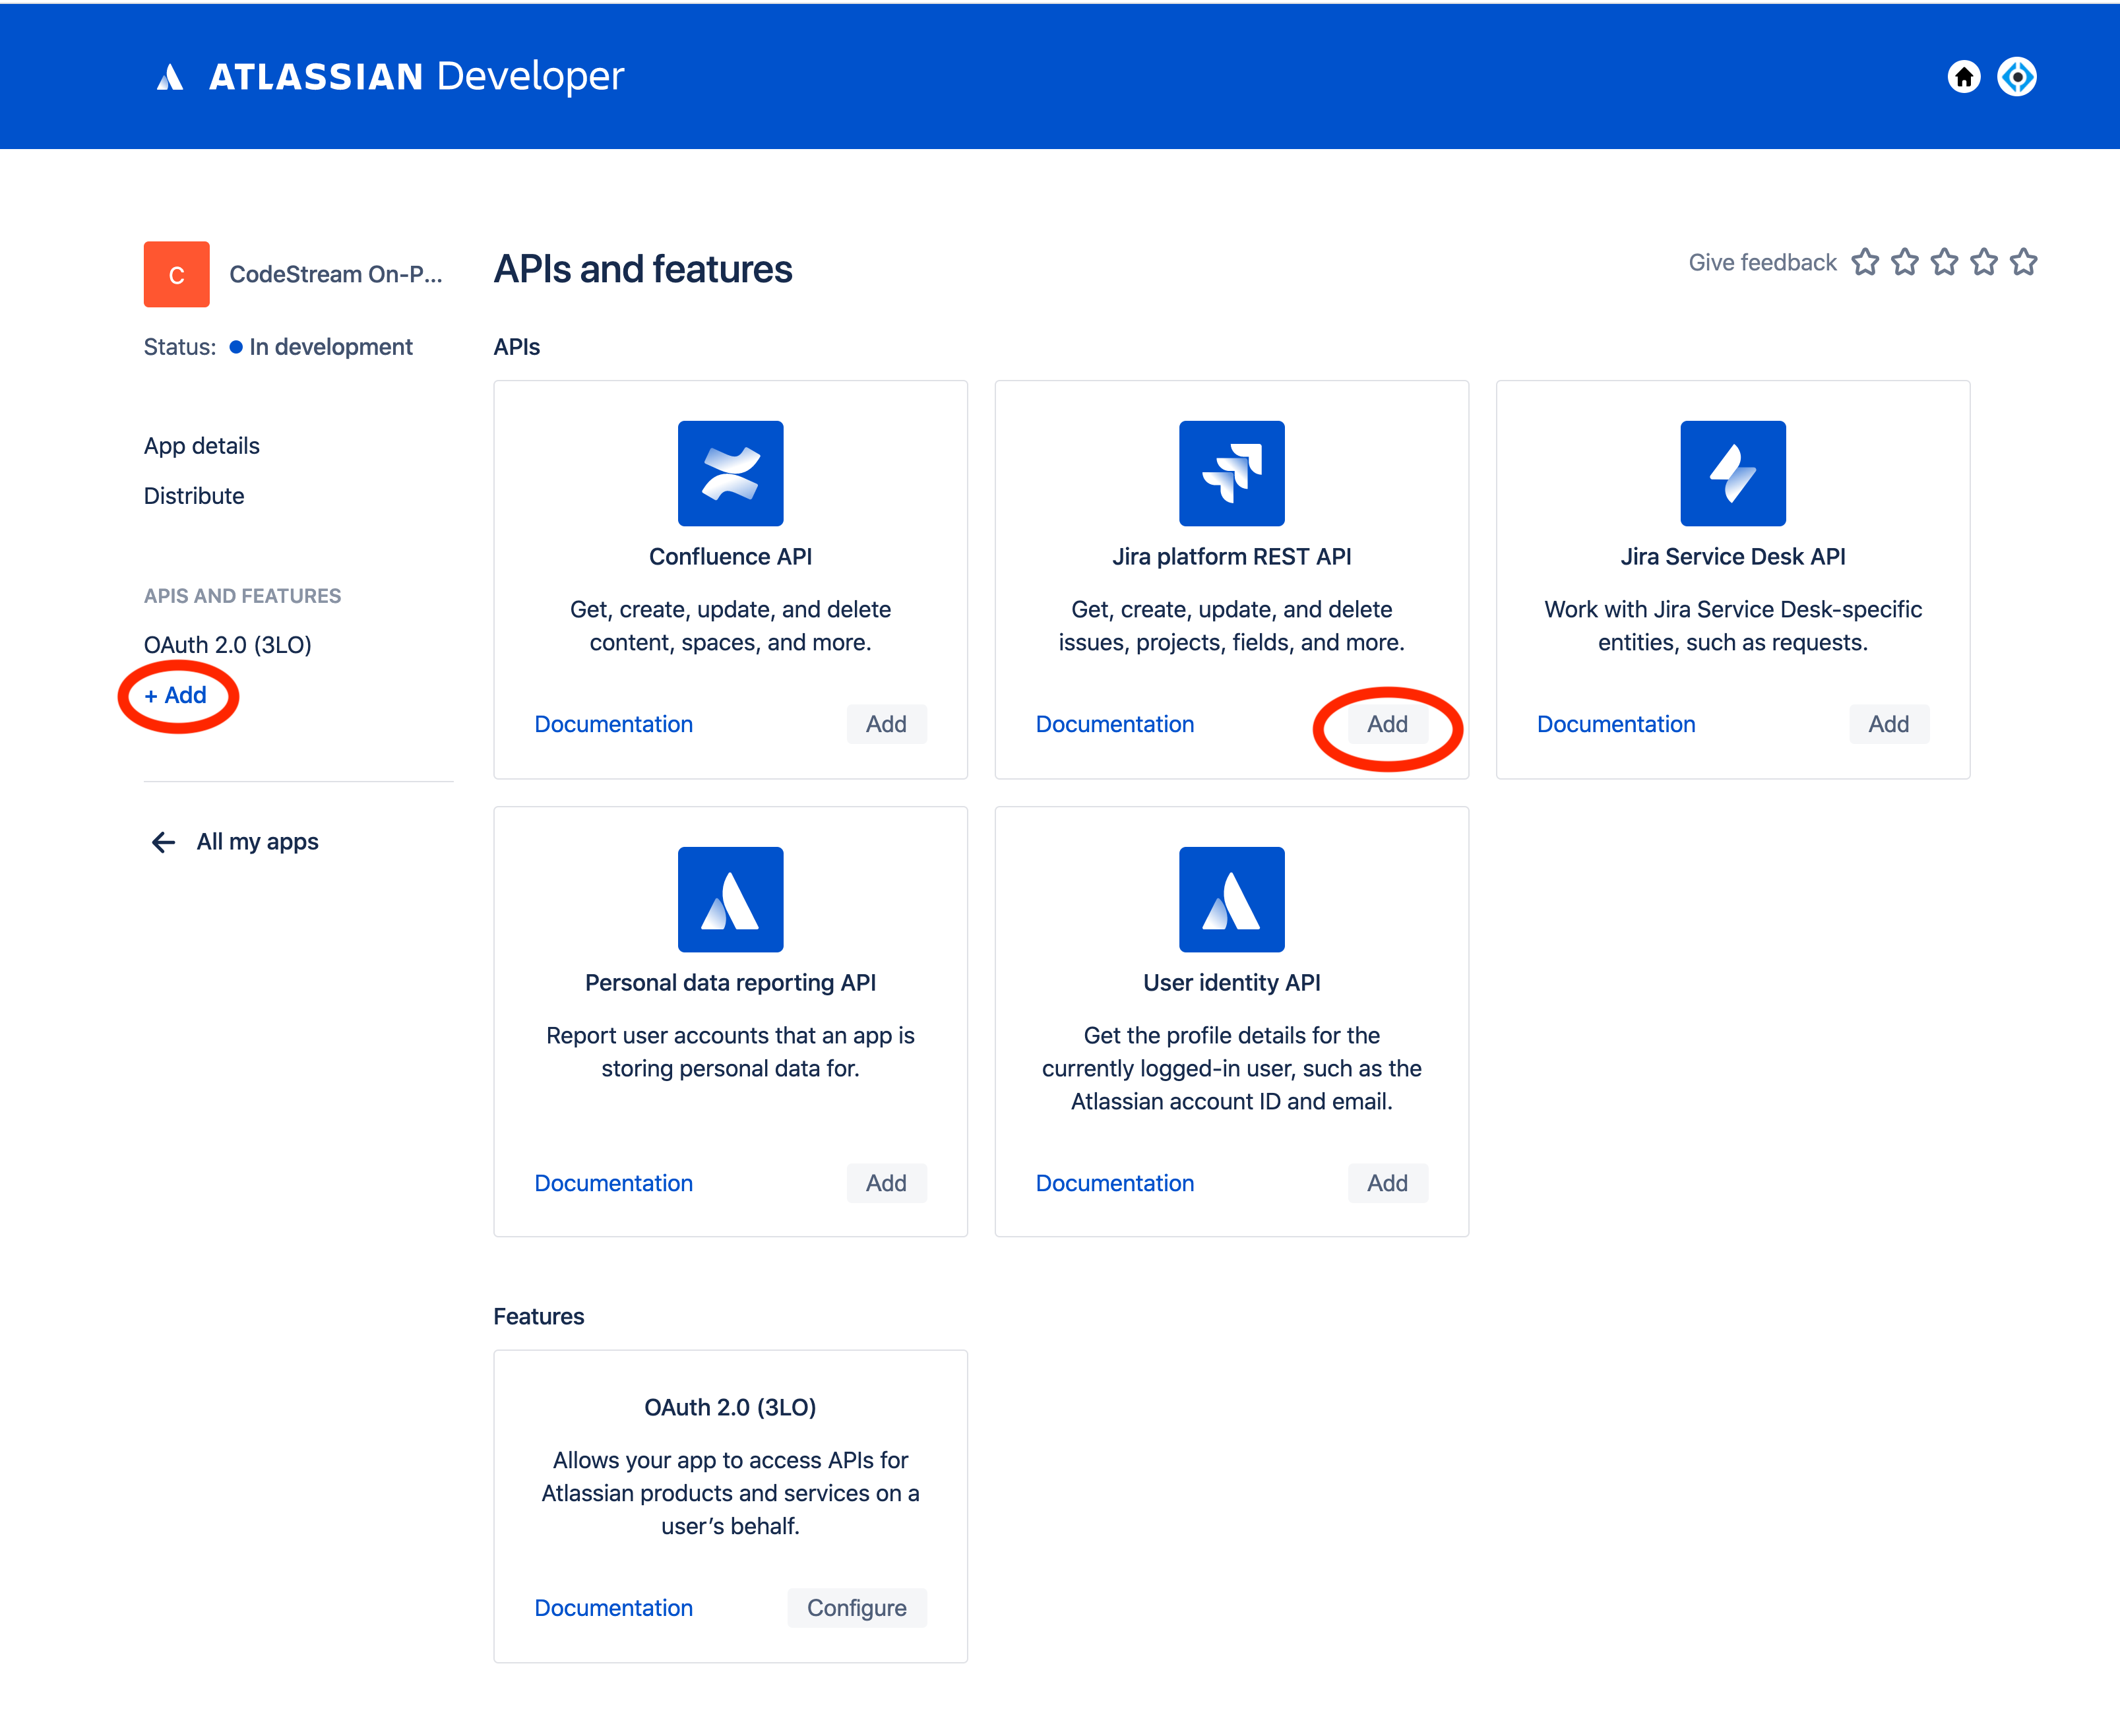 ATLASSIAN Developer
C
CodeStream On-P...
Status: In development
App details
Distribute
APIS AND FEATURES
OAuth 2.0 (3LO)
+ Add
All my apps
APIs and features
Give feedback
APIs
Confluence API
Get, create, update, and delete
content, spaces, and more.
Documentation
Add
Jira platform REST API
Get, create, update, and delete
issues, projects, fields, and more.
Documentation
Add
Jira Service Desk API
Work with Jira Service Desk-specific
entities, such as requests.
Documentation
Add
Personal data reporting API
Report user accounts that an app is
storing personal data for.
Documentation
Add
User identity API
Get the profile details for the
currently logged-in user, such as the
Atlassian account ID and email.
Documentation
Add
Features
OAuth 2.0 (3LO)
Allows your app to access APIs for
Atlassian products and services on a
user’s behalf.
Documentation
Configure